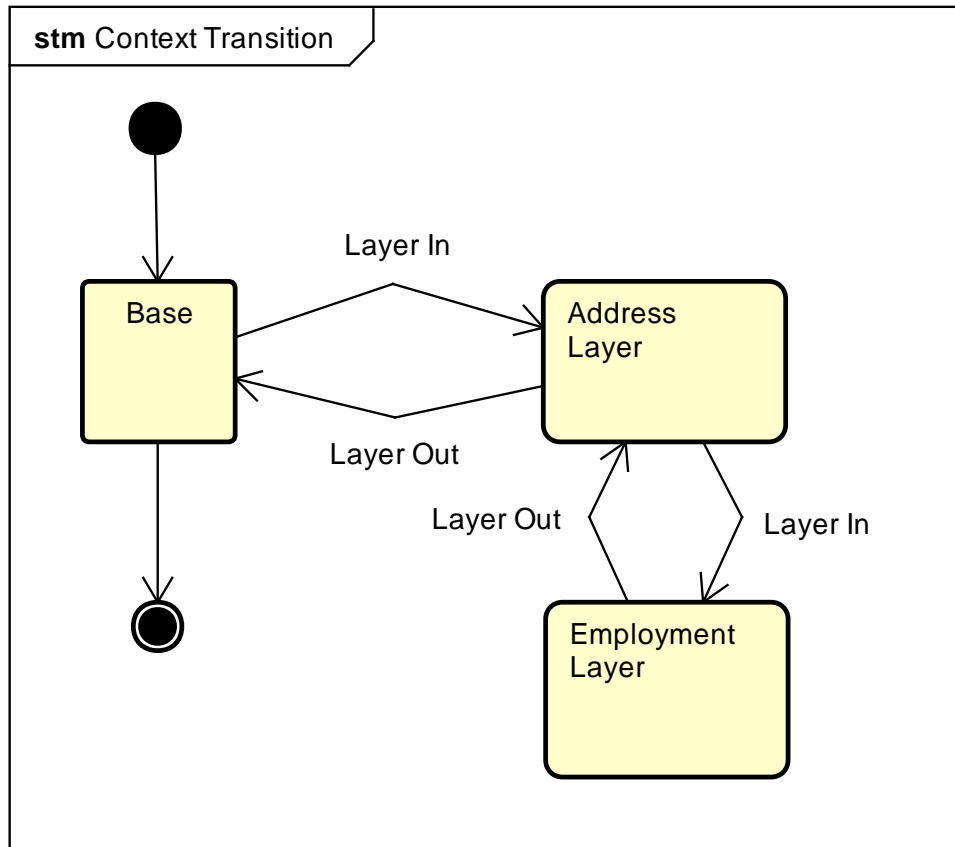 stm Context Transition
Layer In
Base
Address
Layer
Layer Out
Layer Out
Layer In
Employment
Layer